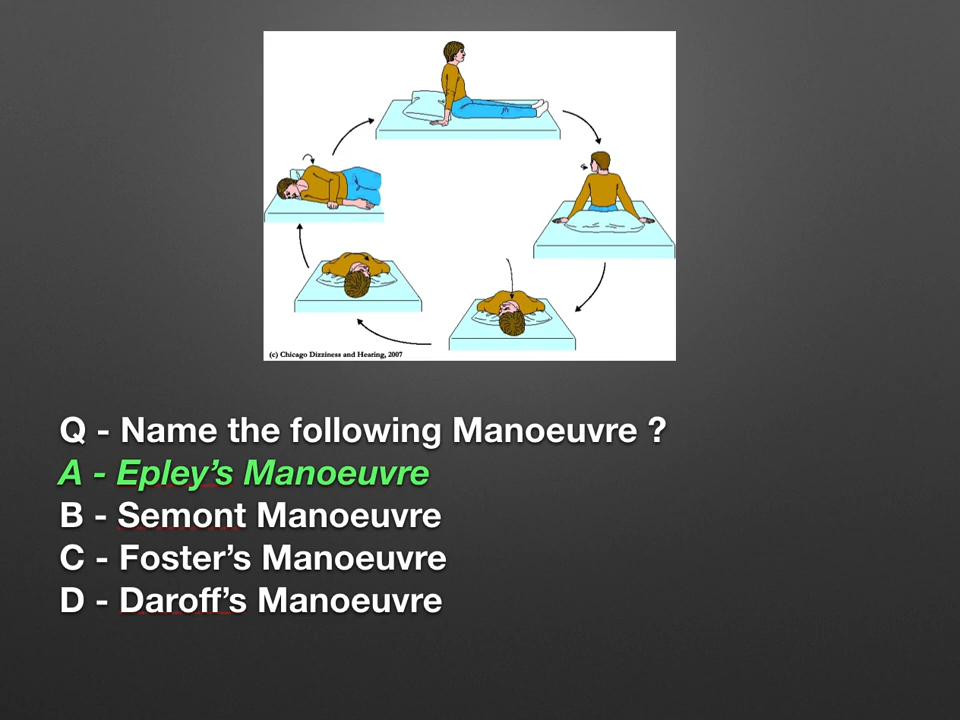 (c) Chicago Dizziness and Hearing, 2007
Q - Name the following Manoeuvre ?
A - Epley’s Manoeuvre
B - Semont Manoeuvre
C - Foster’s Manoeuvre
D - Daroff’s Manoeuvre